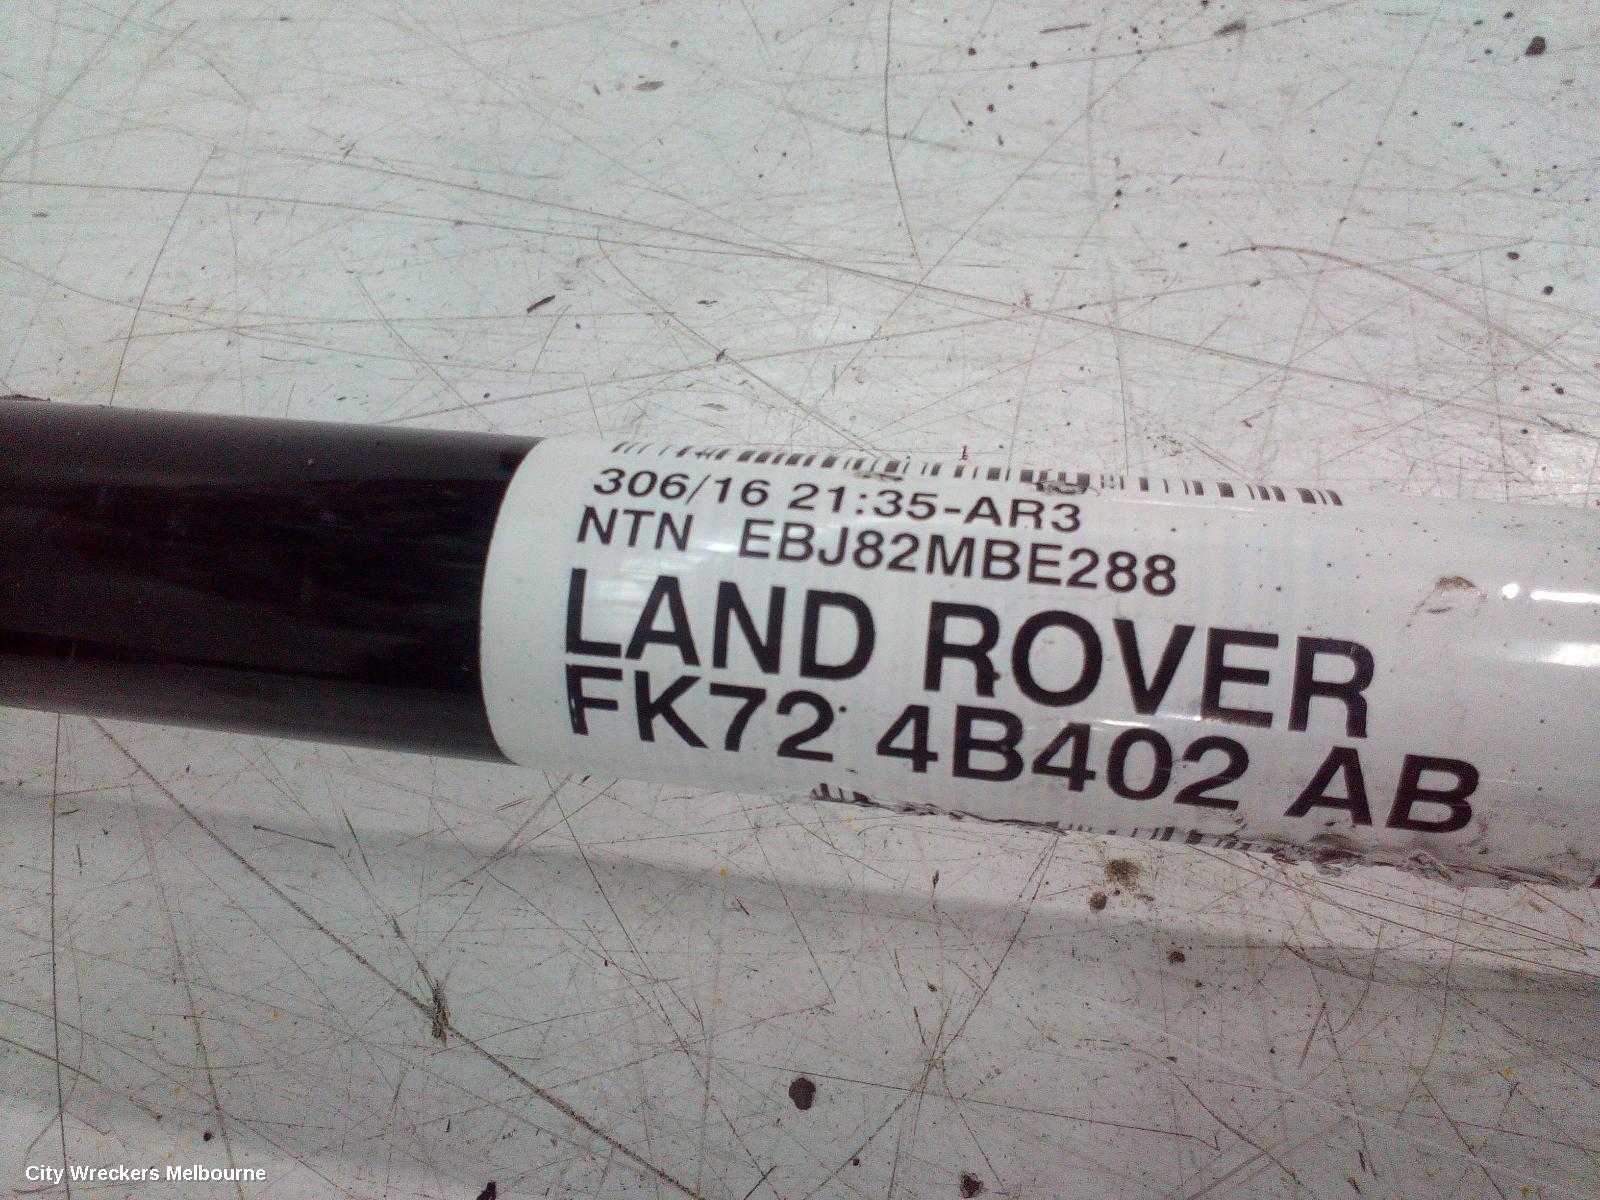 306/16 21:35-AR3
NTN EBJ82MBE288
LAND ROVER
FK72 4B402 AB
City Wreckers Melbourne